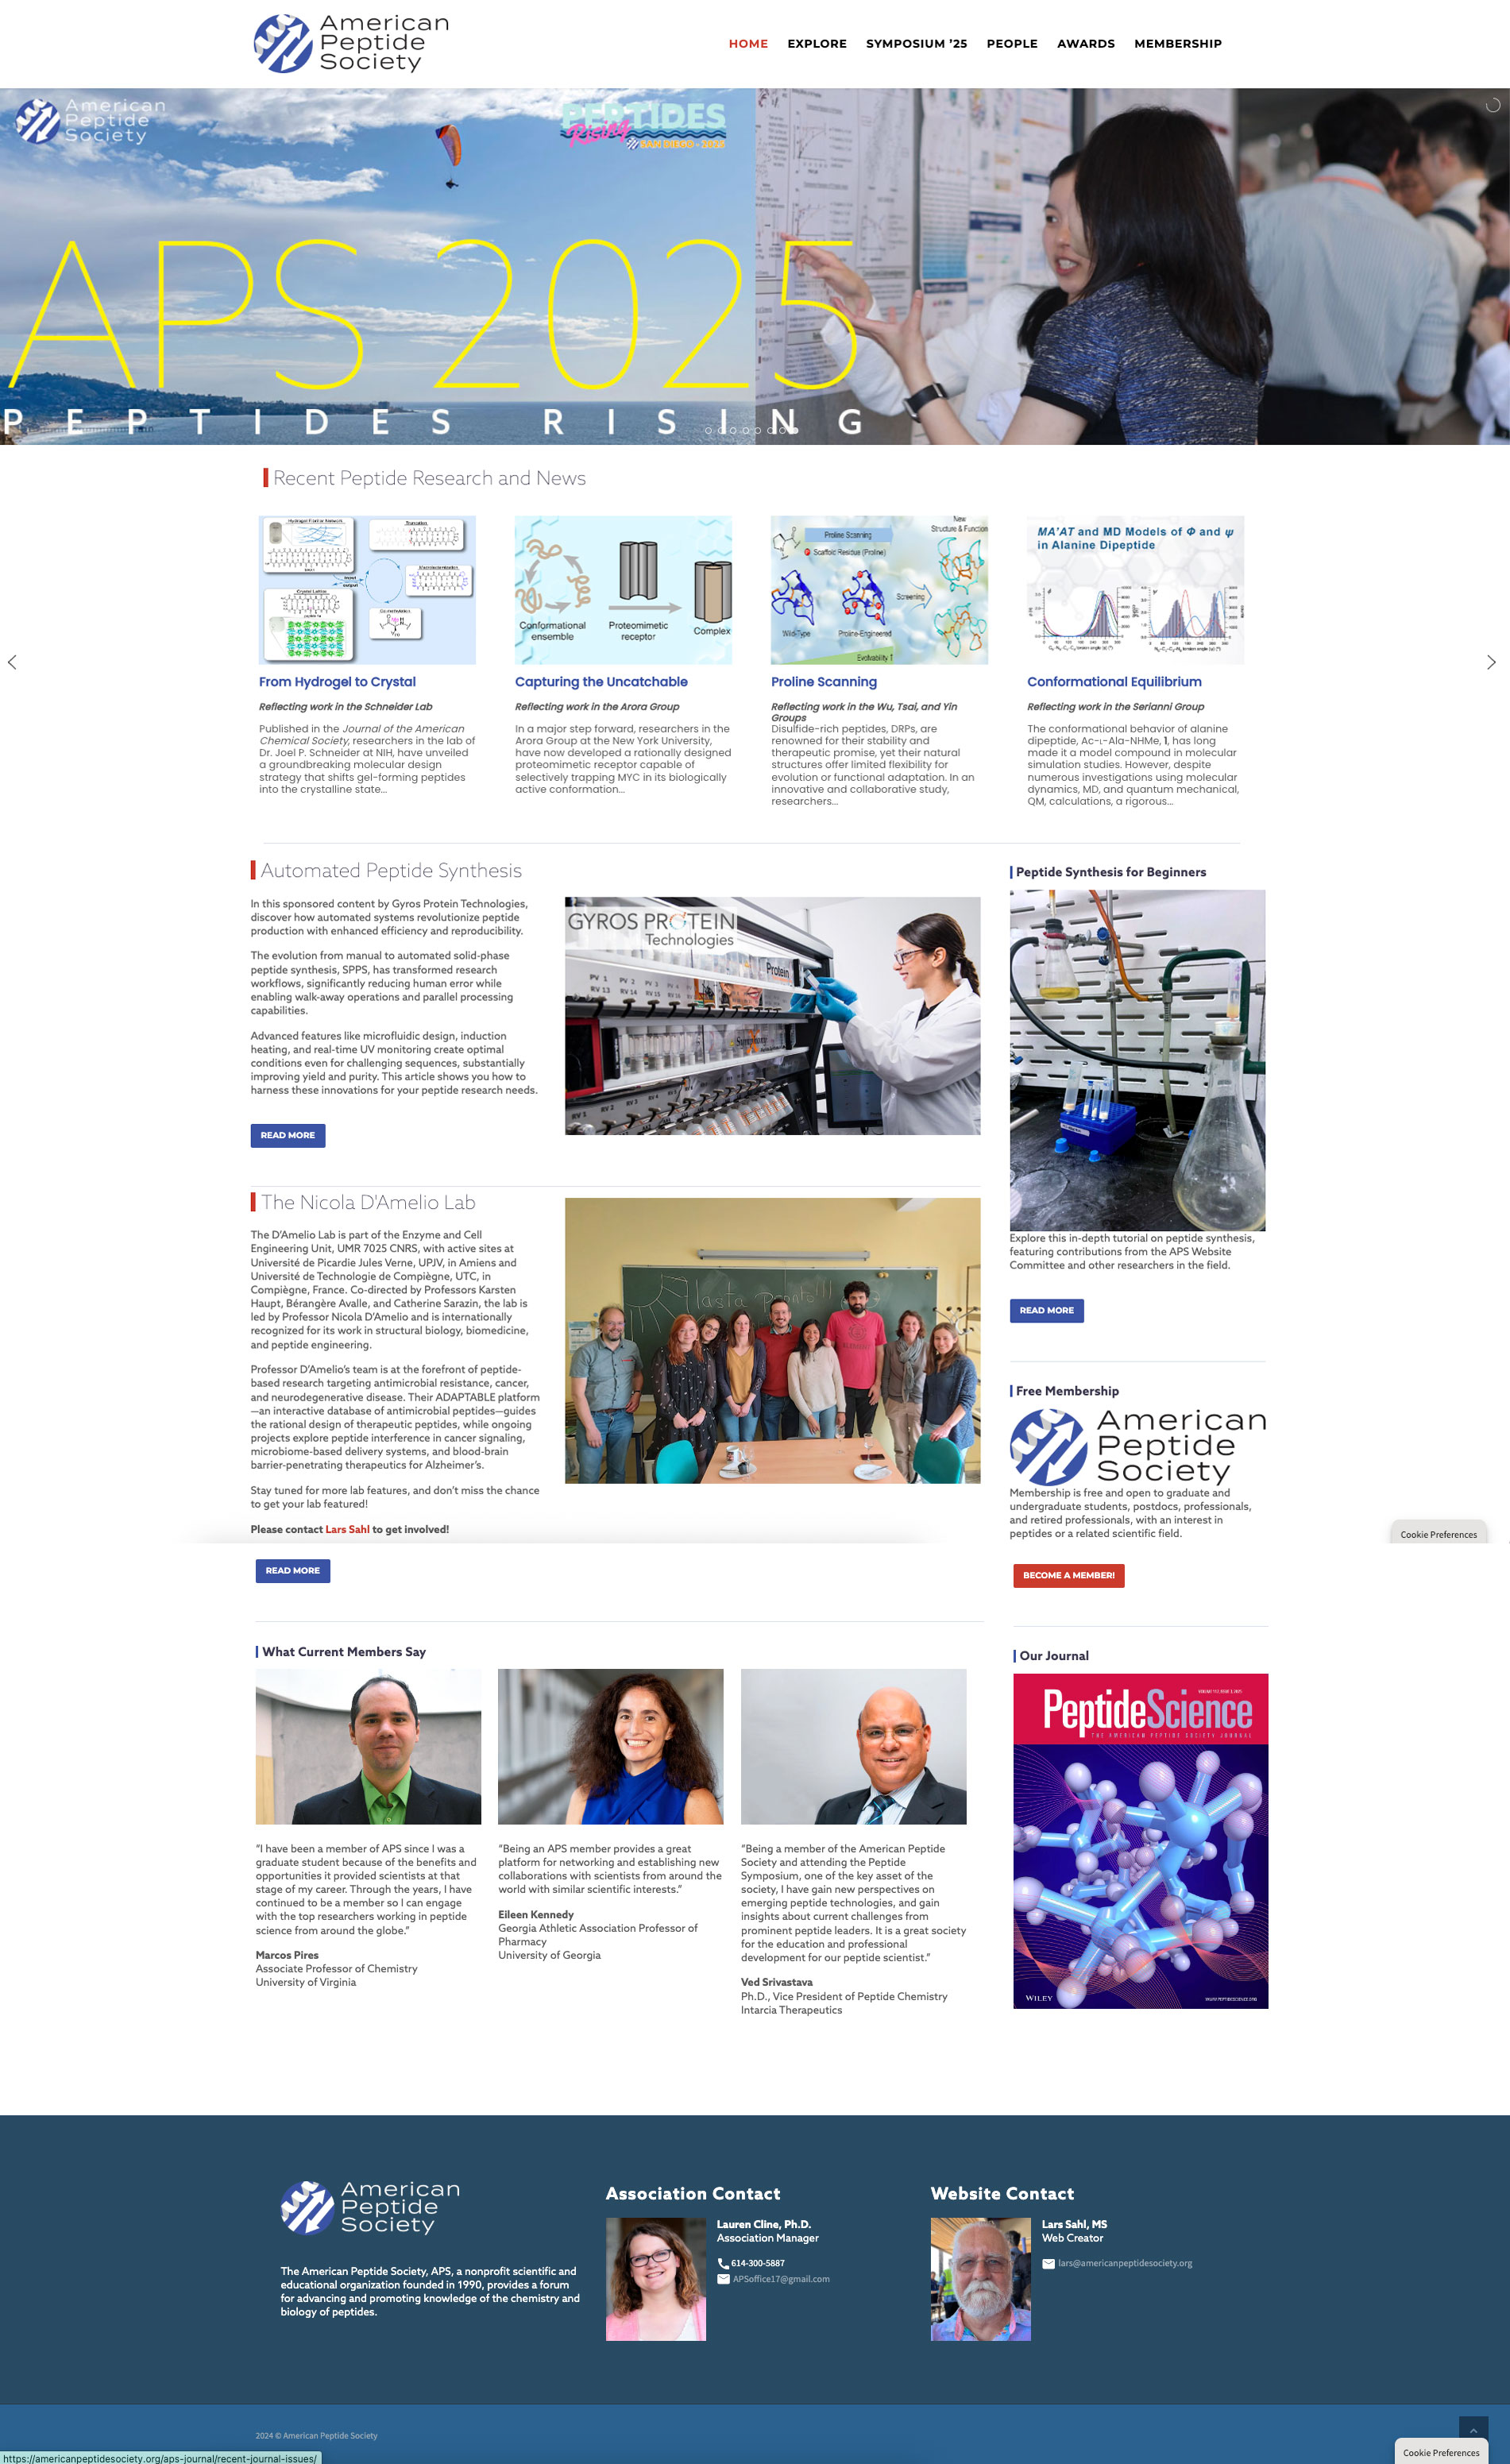 American
Peptide
Society
HOME EXPLORE SYMPOSIUM '25 PEOPLE AWARDS MEMBERSHIP
American
Peptide
Society
PEPTIDES
Rising
SAN DIEGO - 2025
APS 2025
PEPTIDES RISING
Recent Peptide Research and News
Hydrogel Fibrillar Network
Truncation
input
output
Macrocyclization
Crystal Lattice
Cα-methylation
Conformational
ensemble
Proteomimetic
receptor
Complex
Proline Scanning
New
Structure & Function
Scaffold Residue (Proline)
Screening
Wild-Type
Proline-Engineered
Evolvability ↑
MA'AT and MD Models of Φ and ψ
in Alanine Dipeptide
From Hydrogel to Crystal
Reflecting work in the Schneider Lab
Published in the Journal of the American
Chemical Society, researchers in the lab of
Dr. Joel P. Schneider at NIH, have unveiled
a groundbreaking molecular design
strategy that shifts gel-forming peptides
into the crystalline state...
Capturing the Uncatchable
Reflecting work in the Arora Group
In a major step forward, researchers in the
Arora Group at the New York University,
have now developed a rationally designed
proteomimetic receptor capable of
selectively trapping MYC in its biologically
active conformation...
Proline Scanning
Reflecting work in the Wu, Tsai, and Yin
Groups
Disulfide-rich peptides, DRPs, are
renowned for their stability and
therapeutic promise, yet their natural
structures offer limited flexibility for
evolution or functional adaptation. In an
innovative and collaborative study,
researchers...
Conformational Equilibrium
Reflecting work in the Serianni Group
The conformational behavior of alanine
dipeptide, Ac-ʟ-Ala-NHMe, 1, has long
made it a model compound in molecular
simulation studies. However, despite
numerous investigations using molecular
dynamics, MD, and quantum mechanical,
QM, calculations, a rigorous...
Automated Peptide Synthesis
In this sponsored content by Gyros Protein Technologies,
discover how automated systems revolutionize peptide
production with enhanced efficiency and reproducibility.
The evolution from manual to automated solid-phase
peptide synthesis, SPPS, has transformed research
workflows, significantly reducing human error while
enabling walk-away operations and parallel processing
capabilities.
Advanced features like microfluidic design, induction
heating, and real-time UV monitoring create optimal
conditions even for challenging sequences, substantially
improving yield and purity. This article shows you how to
harness these innovations for your peptide research needs.
READ MORE
GYROS PROTEIN
Technologies
Protein
Symphony
Peptide Synthesis for Beginners
Explore this in-depth tutorial on peptide synthesis,
featuring contributions from the APS Website
Committee and other researchers in the field.
READ MORE
The Nicola D'Amelio Lab
The D'Amelio Lab is part of the Enzyme and Cell
Engineering Unit, UMR 7025 CNRS, with active sites at
Université de Picardie Jules Verne, UPJV, in Amiens and
Université de Technologie de Compiègne, UTC, in
Compiègne, France. Co-directed by Professors Karsten
Haupt, Bérangère Avalle, and Catherine Sarazin, the lab is
led by Professor Nicola D'Amelio and is internationally
recognized for its work in structural biology, biomedicine,
and peptide engineering.
Professor D'Amelio's team is at the forefront of peptide-
based research targeting antimicrobial resistance, cancer,
and neurodegenerative disease. Their ADAPTABLE platform
—an interactive database of antimicrobial peptides—guides
the rational design of therapeutic peptides, while ongoing
projects explore peptide interference in cancer signaling,
microbiome-based delivery systems, and blood-brain
barrier-penetrating therapeutics for Alzheimer's.
Stay tuned for more lab features, and don't miss the chance
to get your lab featured!
Please contact Lars Sahl to get involved!
READ MORE
Free Membership
American
Peptide
Society
Membership is free and open to graduate and
undergraduate students, postdocs, professionals,
and retired professionals, with an interest in
peptides or a related scientific field.
Cookie Preferences
BECOME A MEMBER!
What Current Members Say
"I have been a member of APS since I was a
graduate student because of the benefits and
opportunities it provided scientists at that
stage of my career. Through the years, I have
continued to be a member so I can engage
with the top researchers working in peptide
science from around the globe."
Marcos Pires
Associate Professor of Chemistry
University of Virginia
"Being an APS member provides a great
platform for networking and establishing new
collaborations with scientists from around the
world with similar scientific interests."
Eileen Kennedy
Georgia Athletic Association Professor of
Pharmacy
University of Georgia
"Being a member of the American Peptide
Society and attending the Peptide
Symposium, one of the key asset of the
society, I have gain new perspectives on
emerging peptide technologies, and gain
insights about current challenges from
prominent peptide leaders. It is a great society
for the education and professional
development for our peptide scientist."
Ved Srivastava
Ph.D., Vice President of Peptide Chemistry
Intarcia Therapeutics
Our Journal
PeptideScience
THE AMERICAN PEPTIDE SOCIETY JOURNAL
WILEY
WWW.PEPTIDESCIENCE.ORG
American
Peptide
Society
The American Peptide Society, APS, a nonprofit scientific and
educational organization founded in 1990, provides a forum
for advancing and promoting knowledge of the chemistry and
biology of peptides.
Association Contact
Lauren Cline, Ph.D.
Association Manager
614-300-5887
APSoffice17@gmail.com
Website Contact
Lars Sahl, MS
Web Creator
lars@americanpeptidesociety.org
2024 © American Peptide Society
Cookie Preferences
https://americanpeptidesociety.org/aps-journal/recent-journal-issues/